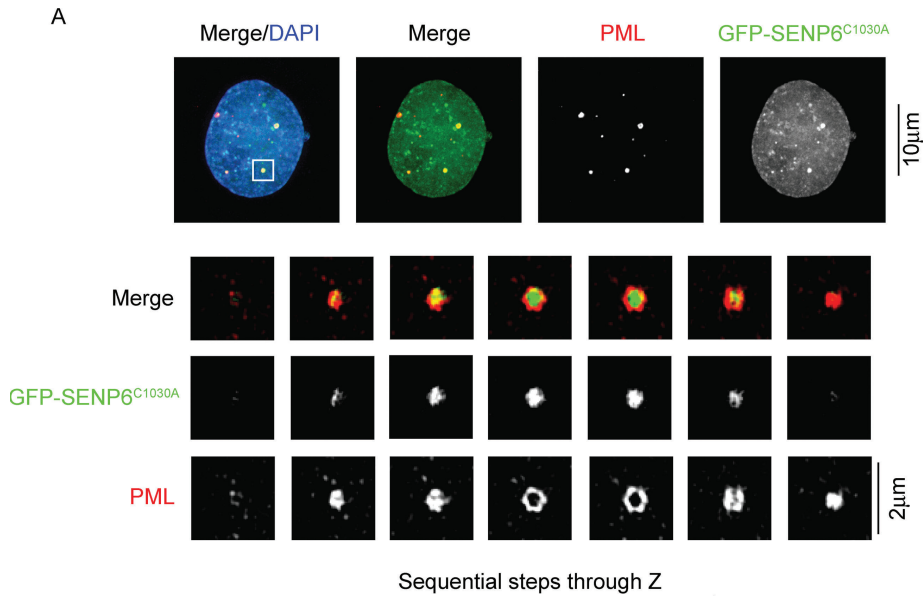 A
Merge/DAPI Merge PML GFP-SENP6C1030A
10μm
Merge
GFP-SENP6C1030A
PML
2μm
Sequential steps through Z